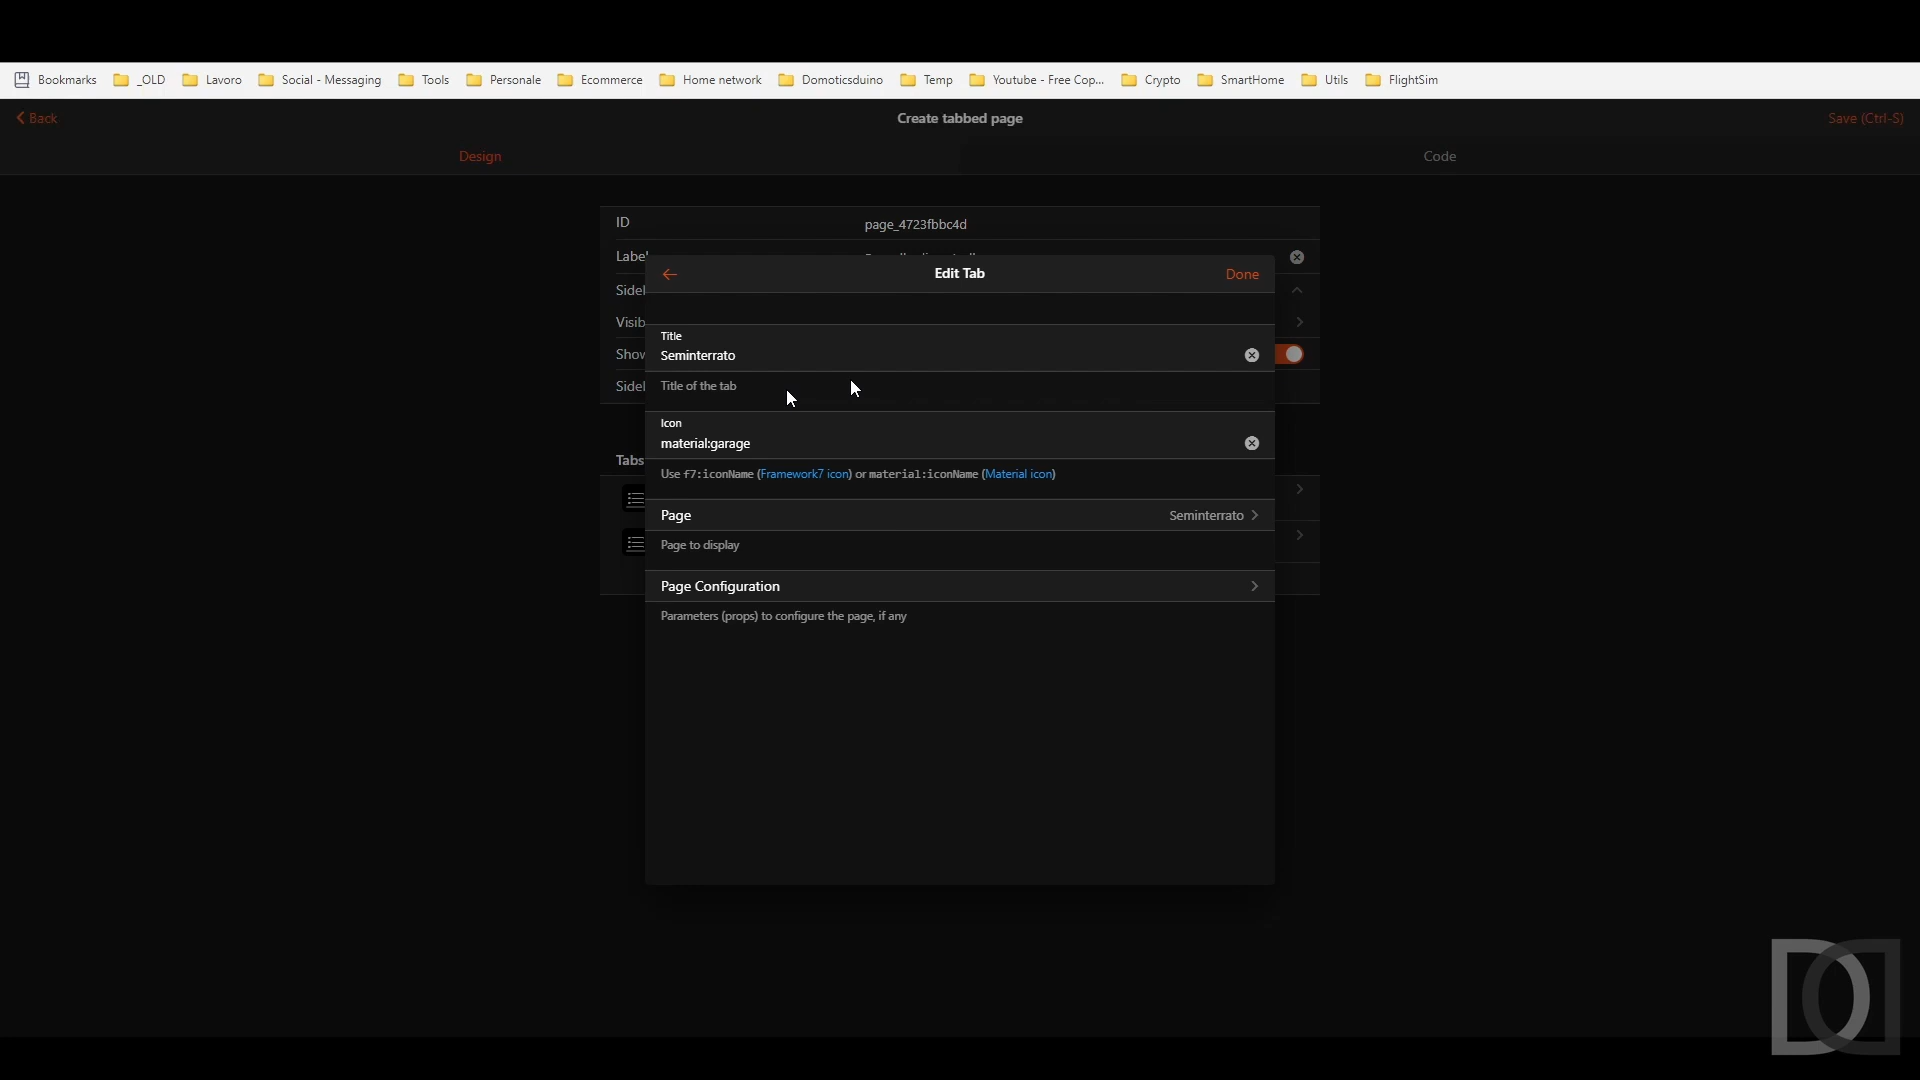 Bookmarks _OLD Lavoro Social - Messaging Tools Personale Ecommerce Home network Domoticsduino Temp Youtube - Free Cop... Crypto SmartHome Utils FlightSim
Back Create tabbed page Save (Ctrl-S)
Design Code
ID page_4723fbbc4d
Label
Edit Tab Done
Title
Seminterrato
Title of the tab
Icon
material:garage
Tabs
Use f7:iconName (Framework7 icon) or material:iconName (Material icon)
Page Seminterrato
Page to display
Page Configuration
Parameters (props) to configure the page, if any